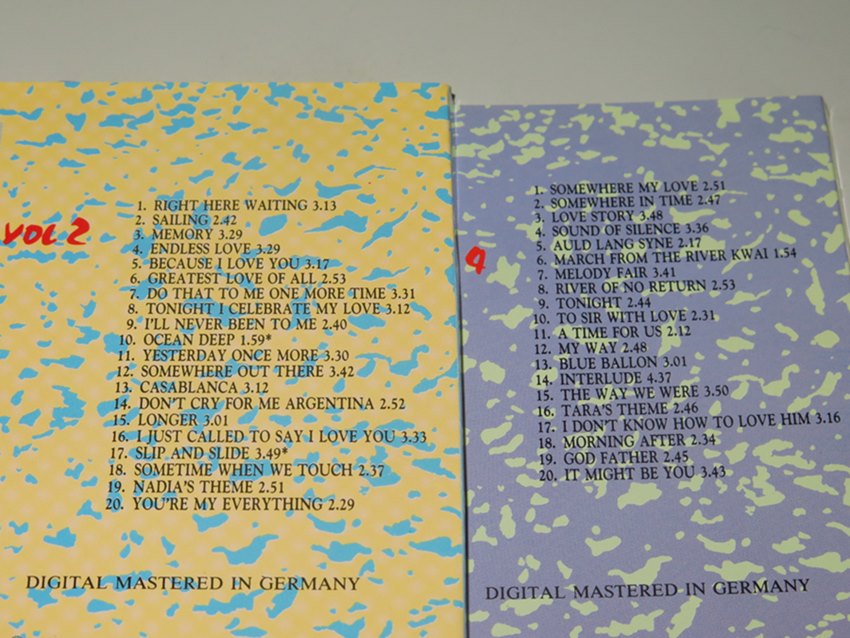 VOL 2
1. RIGHT HERE WAITING 3.13
2. SAILING 2.42
3. MEMORY 3.29
4. ENDLESS LOVE 3.29
5. BECAUSE I LOVE YOU 3.17
6. GREATEST LOVE OF ALL 2.53
7. DO THAT TO ME ONE MORE TIME 3.31
8. TONIGHT I CELEBRATE MY LOVE 3.12
9. I'LL NEVER BEEN TO ME 2.40
10. OCEAN DEEP 1.59*
11. YESTERDAY ONCE MORE 3.30
12. SOMEWHERE OUT THERE 3.42
13. CASABLANCA 3.12
14. DON'T CRY FOR ME ARGENTINA 2.52
15. LONGER 3.01
16. I JUST CALLED TO SAY I LOVE YOU 3.33
17. SLIP AND SLIDE 3.49*
18. SOMETIME WHEN WE TOUCH 2.37
19. NADIA'S THEME 2.51
20. YOU'RE MY EVERYTHING 2.29
DIGITAL MASTERED IN GERMANY
4
1. SOMEWHERE MY LOVE 2.51
2. SOMEWHERE IN TIME 2.47
3. LOVE STORY 3.48
4. SOUND OF SILENCE 3.36
5. AULD LANG SYNE 2.17
6. MARCH FROM THE RIVER KWAI 1.54
7. MELODY FAIR 3.41
8. RIVER OF NO RETURN 2.53
9. TONIGHT 2.44
10. TO SIR WITH LOVE 2.31
11. A TIME FOR US 2.12
12. MY WAY 2.48
13. BLUE BALLON 3.01
14. INTERLUDE 4.37
15. THE WAY WE WERE 3.50
16. TARA'S THEME 2.46
17. I DON'T KNOW HOW TO LOVE HIM 3.16
18. MORNING AFTER 2.34
19. GOD FATHER 2.45
20. IT MIGHT BE YOU 3.43
DIGITAL MASTERED IN GERMANY